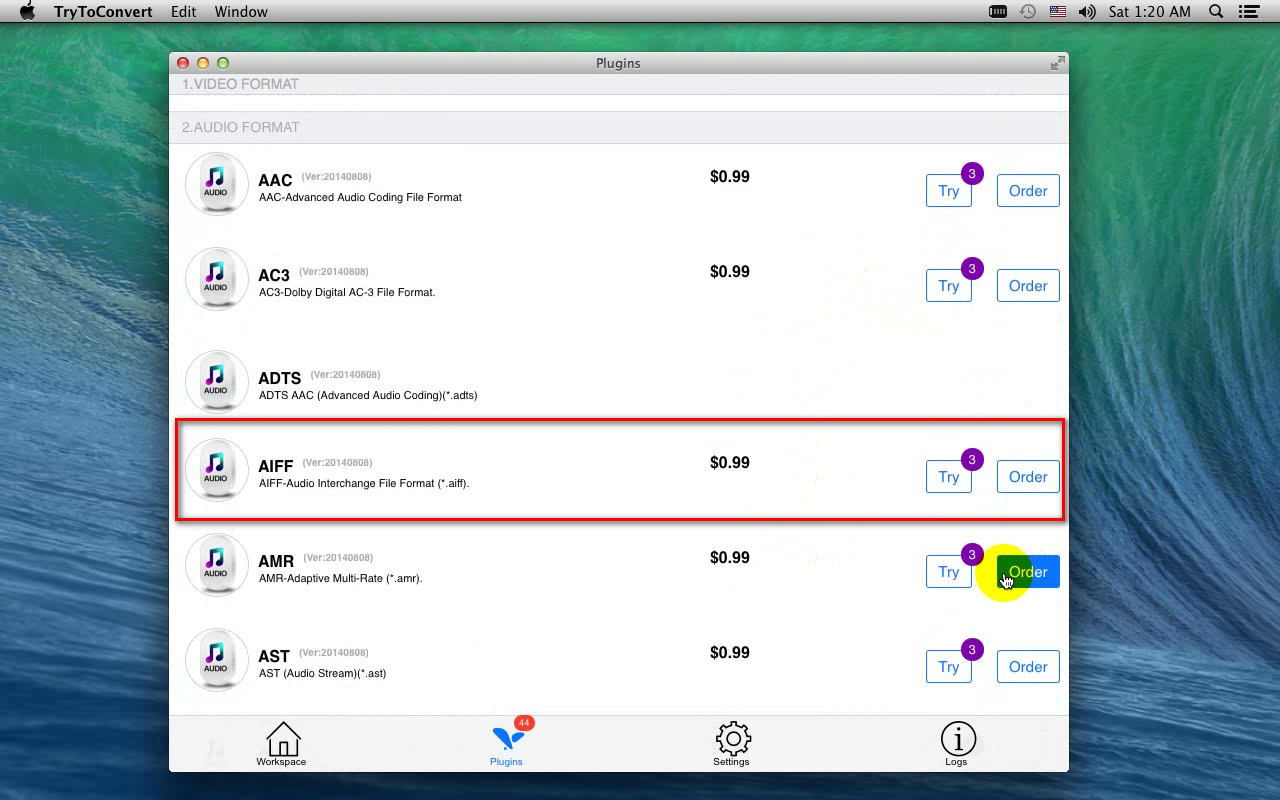 TryToConvert Edit Window Sat 1:20 AM
Plugins
1.VIDEO FORMAT
2.AUDIO FORMAT
AUDIO
AAC (Ver:20140808) $0.99
AAC-Advanced Audio Coding File Format
Try 3 Order
AUDIO
AC3 (Ver:20140808) $0.99
AC3-Dolby Digital AC-3 File Format.
Try 3 Order
AUDIO
ADTS (Ver:20140808)
ADTS AAC (Advanced Audio Coding)(*.adts)
AUDIO
AIFF (Ver:20140808) $0.99
AIFF-Audio Interchange File Format (*.aiff).
Try 3 Order
AUDIO
AMR (Ver:20140808) $0.99
AMR-Adaptive Multi-Rate (*.amr).
Try 3 Order
AUDIO
AST (Ver:20140808) $0.99
AST (Audio Stream)(*.ast)
Try 3 Order
44
Workspace Plugins Settings Logs